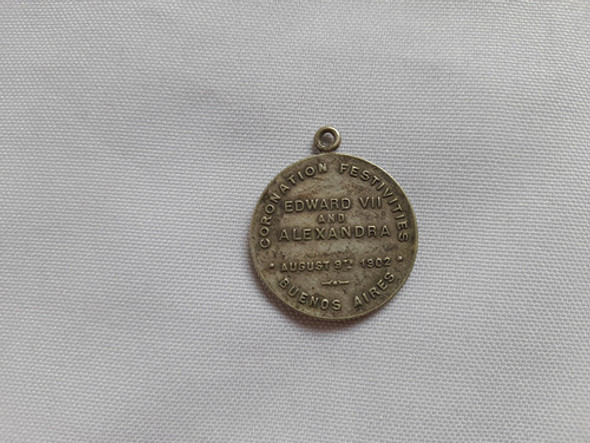 CORONATION FESTIVITIES
EDWARD VII
AND
ALEXANDRA
• AUGUST 9TH 1902 •
BUENOS AIRES